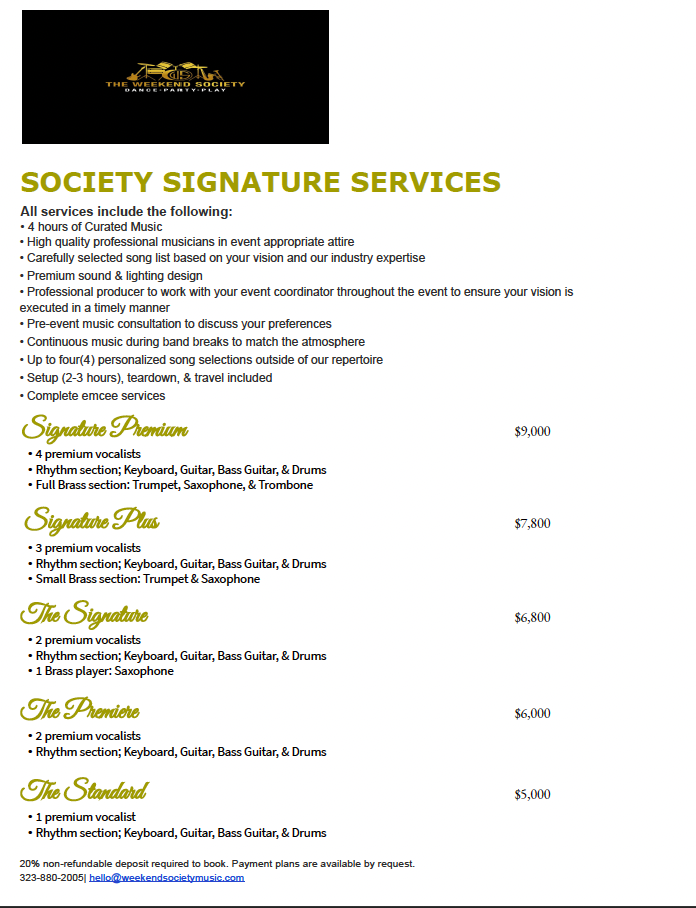 THE WEEKEND SOCIETY
DANCE•PARTY•PLAY
SOCIETY SIGNATURE SERVICES
All services include the following:
• 4 hours of Curated Music
• High quality professional musicians in event appropriate attire
• Carefully selected song list based on your vision and our industry expertise
• Premium sound & lighting design
• Professional producer to work with your event coordinator throughout the event to ensure your vision is
executed in a timely manner
• Pre-event music consultation to discuss your preferences
• Continuous music during band breaks to match the atmosphere
• Up to four(4) personalized song selections outside of our repertoire
• Setup (2-3 hours), teardown, & travel included
• Complete emcee services
Signature Premium $9,000
• 4 premium vocalists
• Rhythm section; Keyboard, Guitar, Bass Guitar, & Drums
• Full Brass section: Trumpet, Saxophone, & Trombone
Signature Plus $7,800
• 3 premium vocalists
• Rhythm section; Keyboard, Guitar, Bass Guitar, & Drums
• Small Brass section: Trumpet & Saxophone
The Signature $6,800
• 2 premium vocalists
• Rhythm section; Keyboard, Guitar, Bass Guitar, & Drums
• 1 Brass player: Saxophone
The Premiere $6,000
• 2 premium vocalists
• Rhythm section; Keyboard, Guitar, Bass Guitar, & Drums
The Standard $5,000
• 1 premium vocalist
• Rhythm section; Keyboard, Guitar, Bass Guitar, & Drums
20% non-refundable deposit required to book. Payment plans are available by request.
323-880-2005| hello@weekendsocietymusic.com